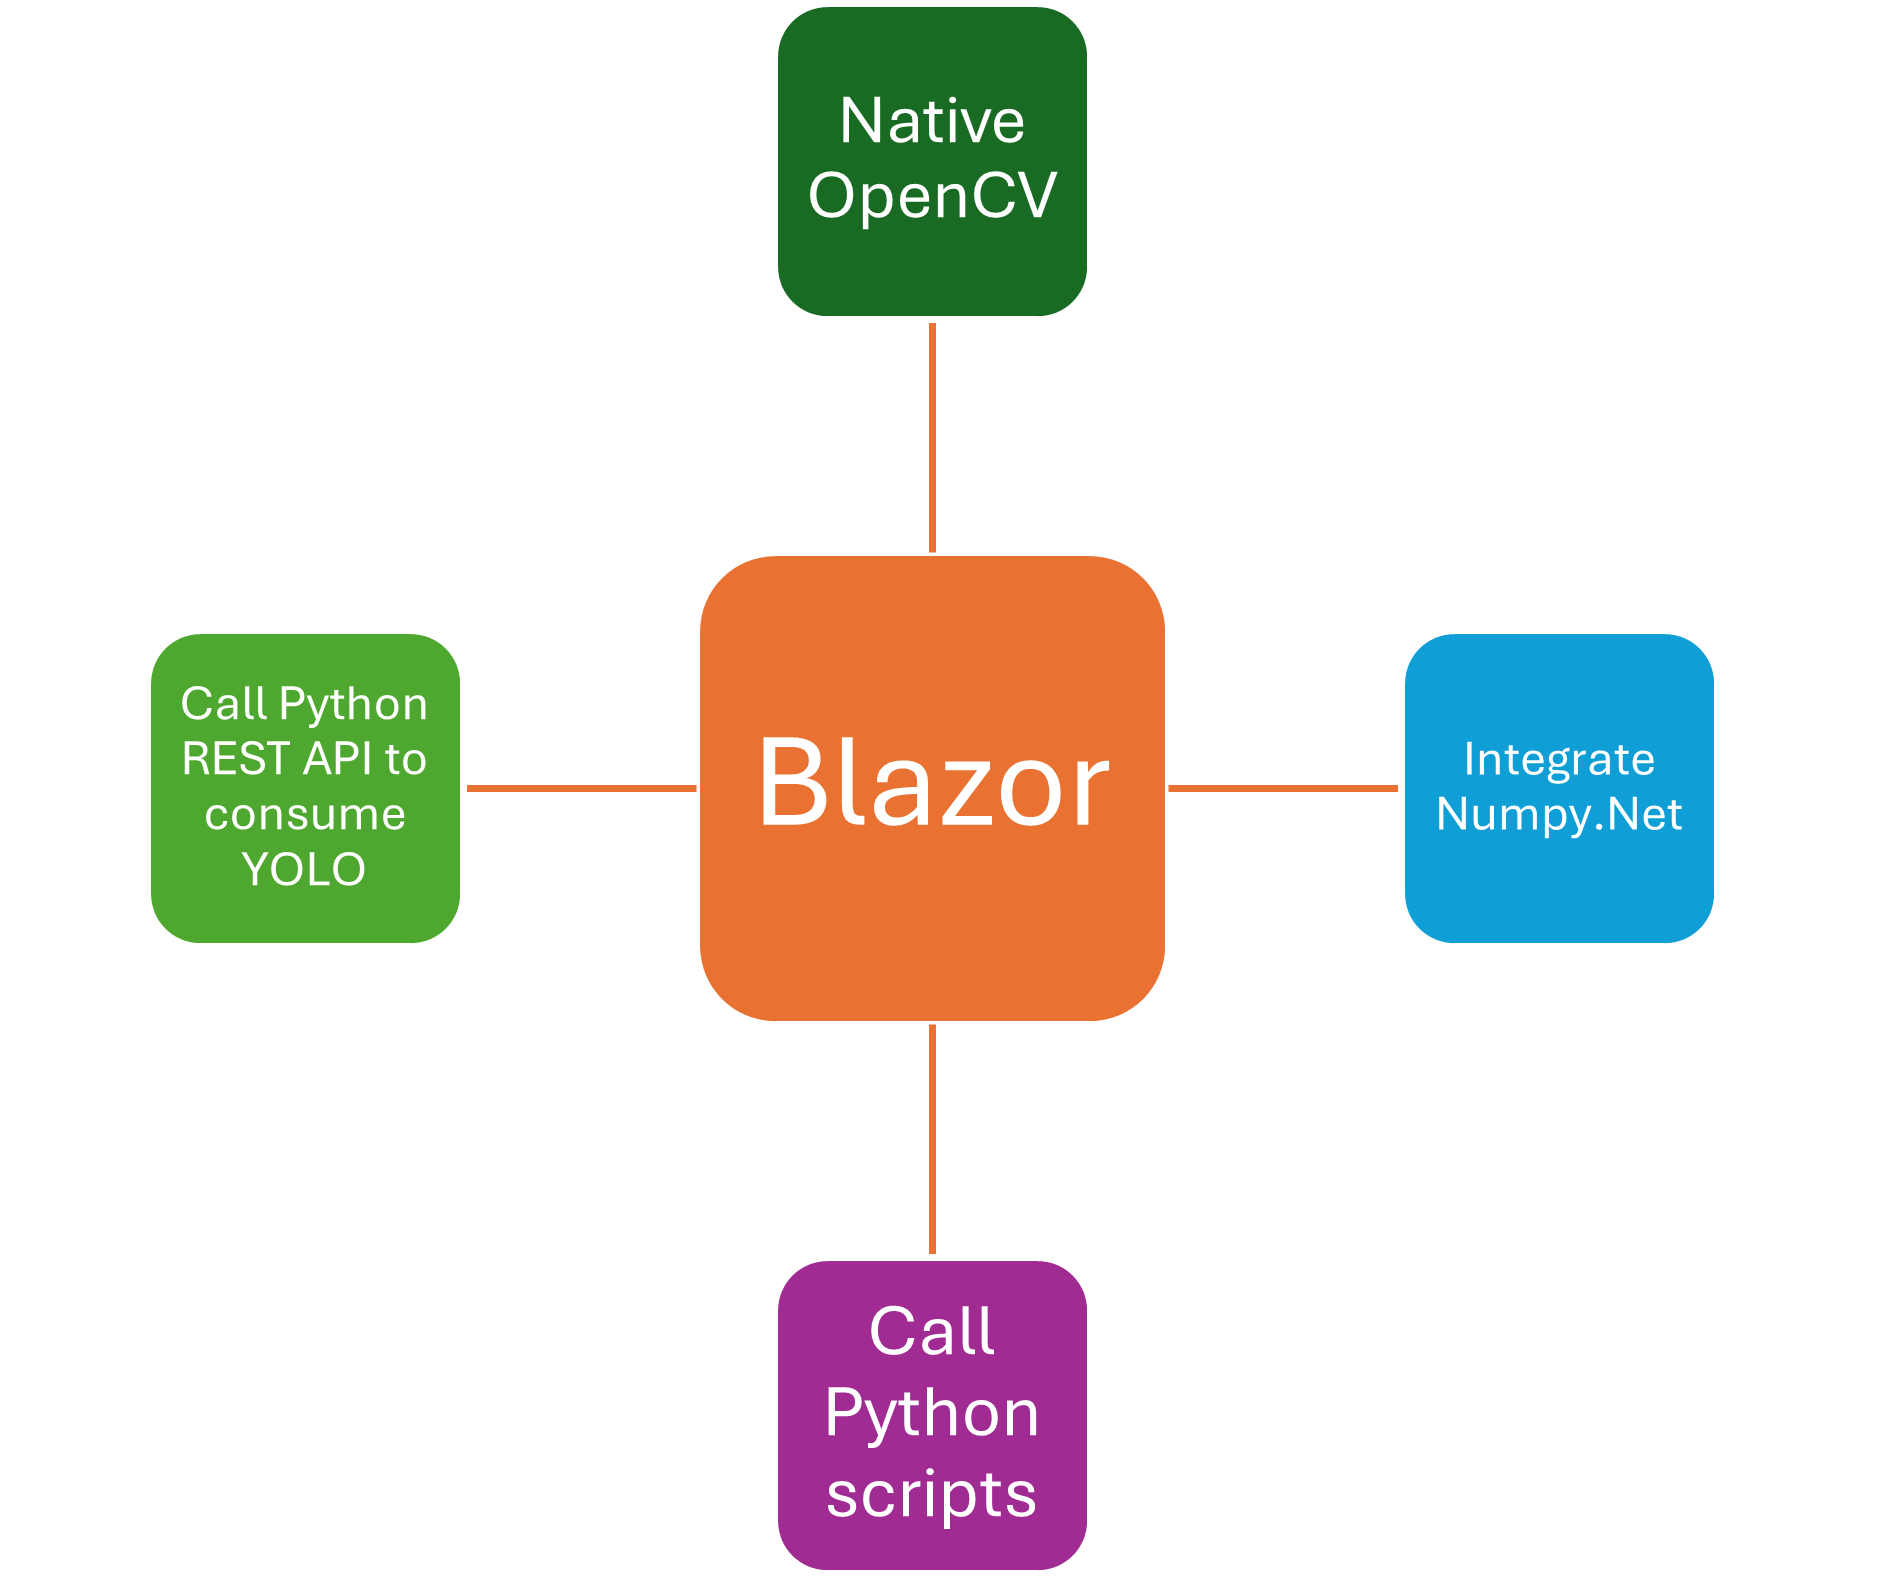 Native
OpenCV
Call Python
REST API to
consume
YOLO
Blazor
Integrate
Numpy.Net
Call
Python
scripts